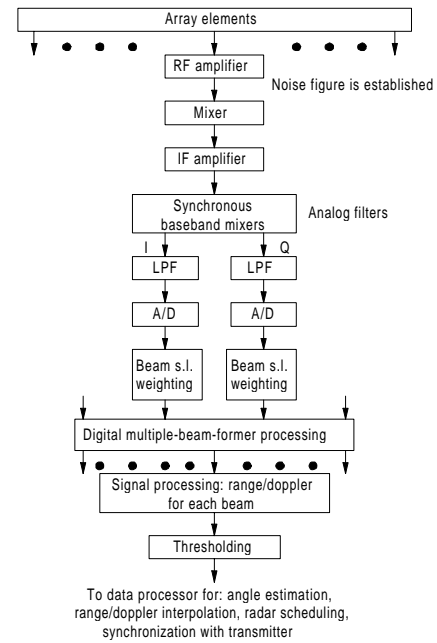 Array elements
RF amplifier
Noise figure is established
Mixer
IF amplifier
Synchronous
baseband mixers
Analog filters
I
Q
LPF
LPF
A/D
A/D
Beam s.l.
weighting
Beam s.l.
weighting
Digital multiple-beam-former processing
Signal processing: range/doppler
for each beam
Thresholding
To data processor for: angle estimation,
range/doppler interpolation, radar scheduling,
synchronization with transmitter